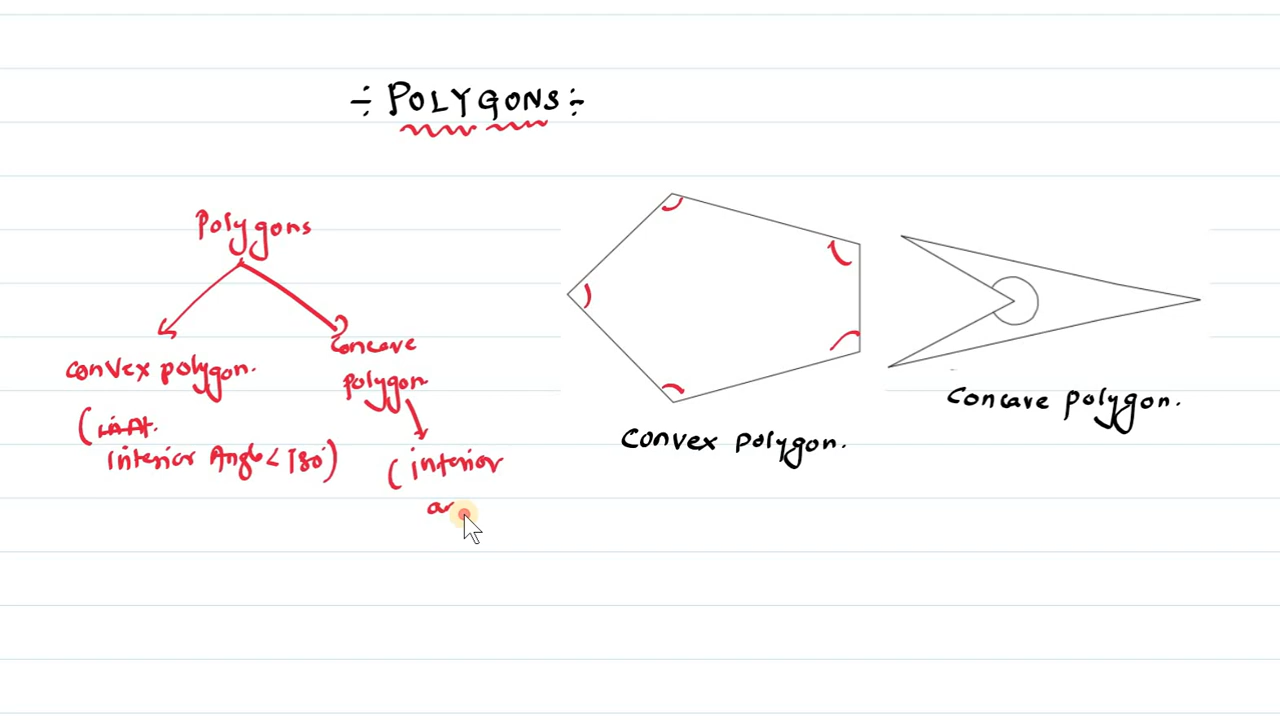 ÷ POLYGONS ÷
Polygons
Convex polygon.
Concave
polygon
(
Interior Angle < 180°)
(interior
Convex polygon.
Concave polygon.